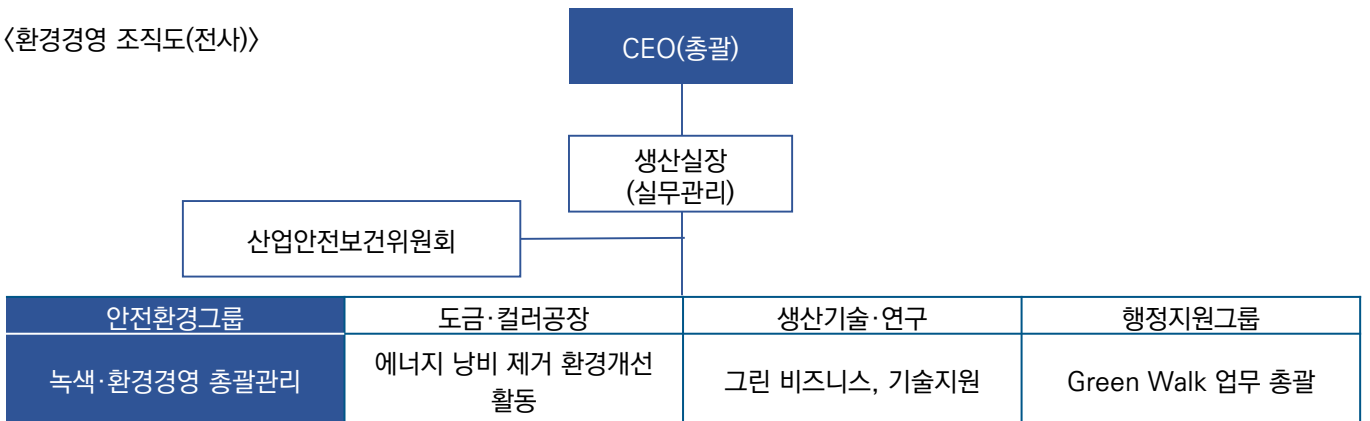 〈환경경영 조직도(전사)〉
CEO(총괄)
생산실장
(실무관리)
산업안전보건위원회
안전환경그룹 도금·컬러공장 생산기술·연구 행정지원그룹
녹색·환경경영 총괄관리
에너지 낭비 제거 환경개선
활동
그린 비즈니스, 기술지원
Green Walk 업무 총괄